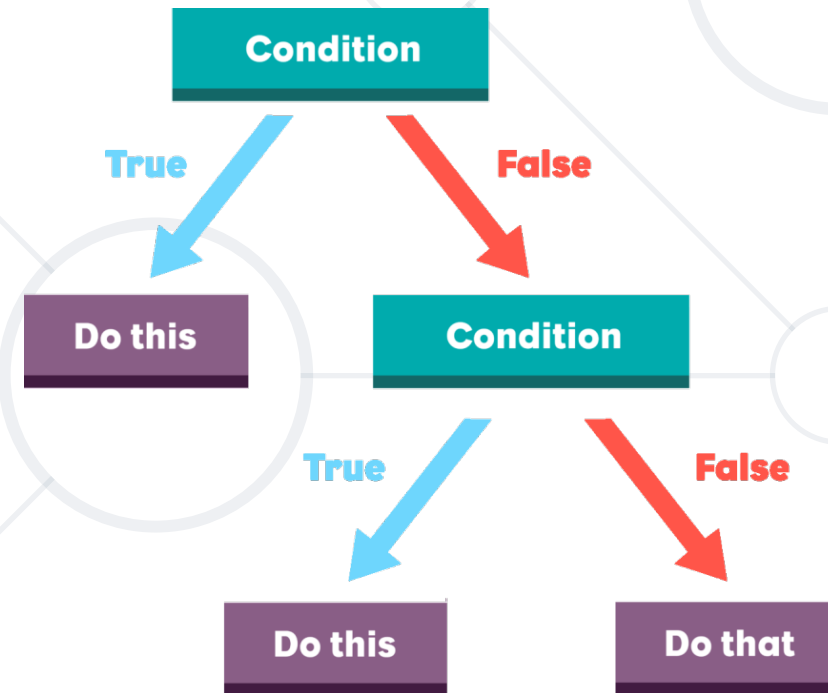 Condition
True
False
Do this
Condition
True
False
Do this
Do that